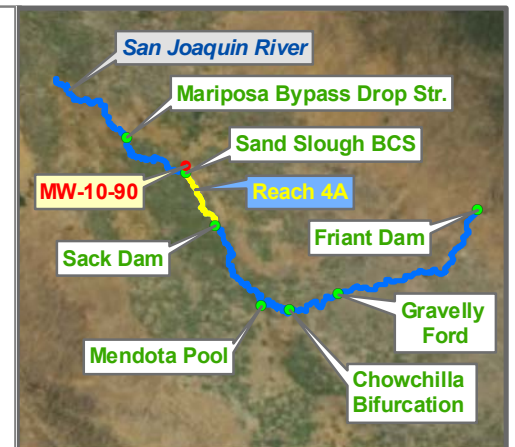 San Joaquin River
Mariposa Bypass Drop Str.
Sand Slough BCS
MW-10-90
Reach 4A
Sack Dam
Friant Dam
Gravelly
Ford
Mendota Pool
Chowchilla
Bifurcation